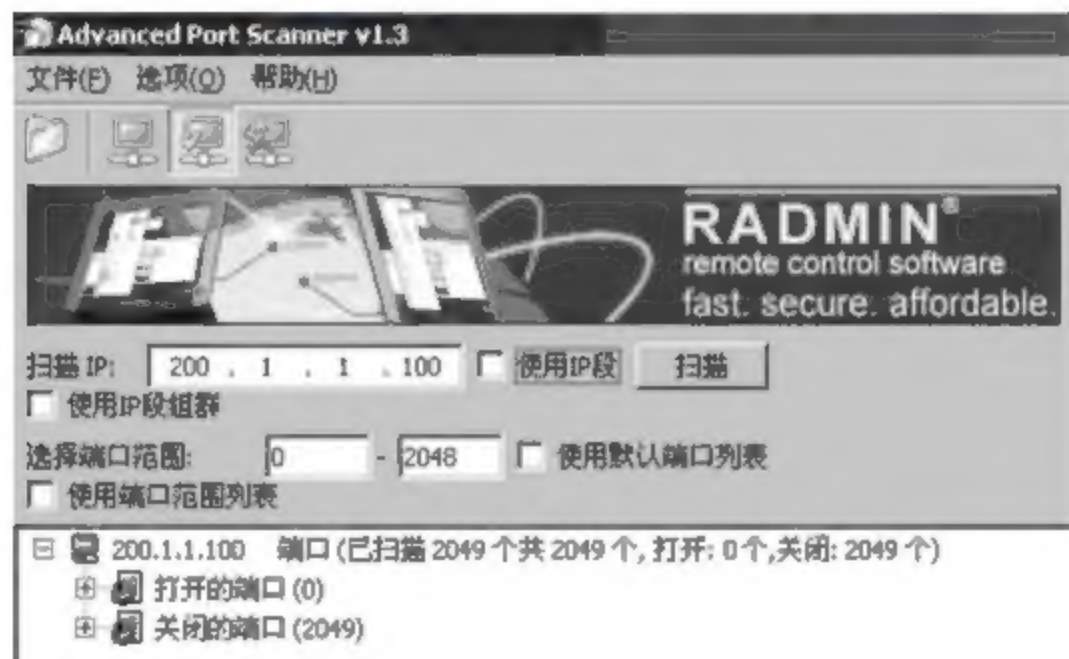 Advanced Port Scanner v1.3
文件(F) 选项(O) 帮助(H)
RADMIN®
remote control software
fast. secure. affordable.
扫描 IP: 200 . 1 . 1 . 100 使用IP段 扫描
使用IP段组群
选择端口范围: 0 - 2048 使用默认端口列表
使用端口范围列表
200.1.1.100 端口 (已扫描 2049 个共 2049 个, 打开: 0个,关闭: 2049 个)
打开的端口 (0)
关闭的端口 (2049)